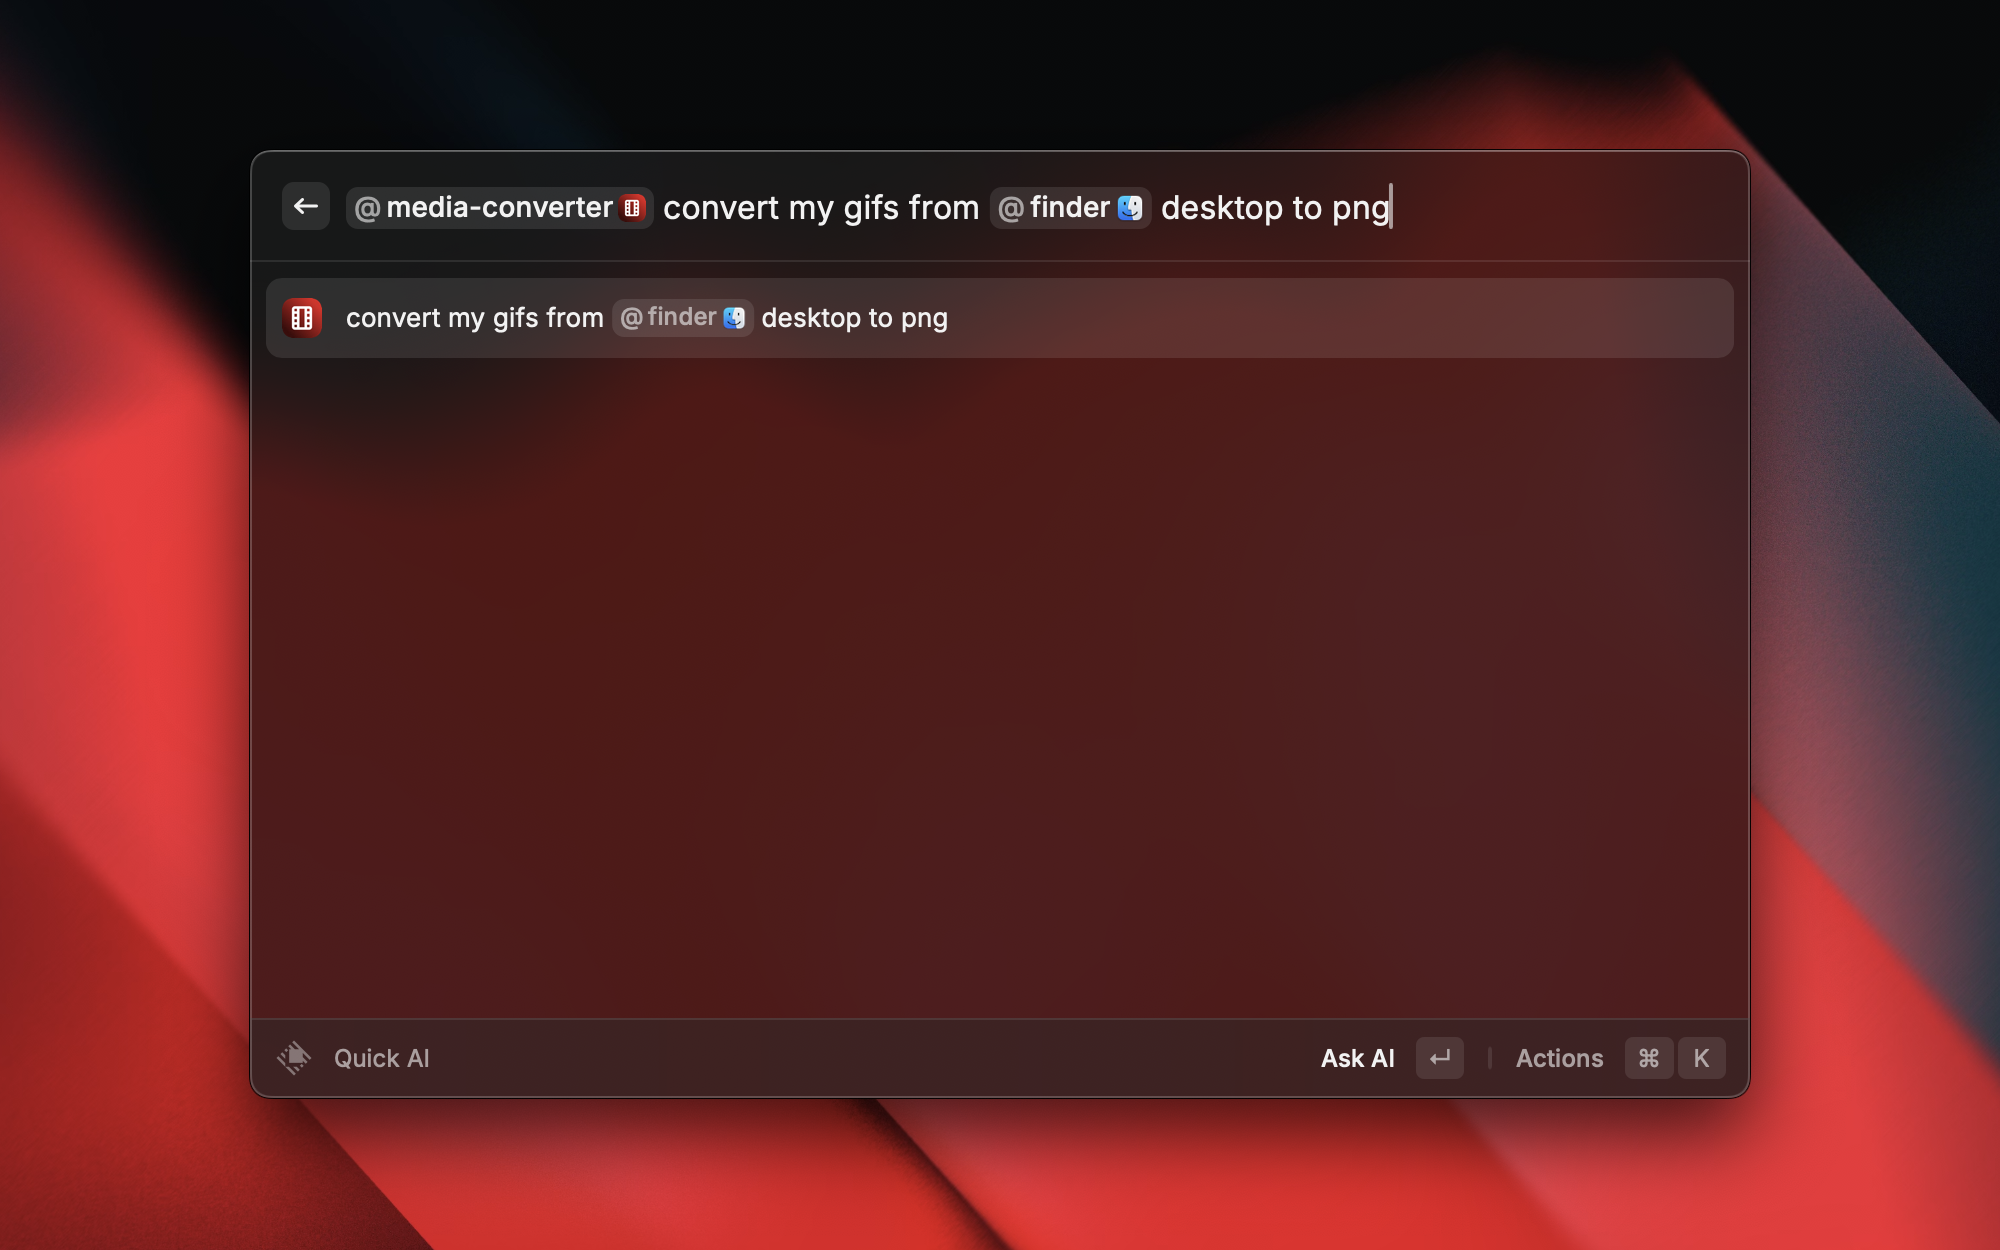 @media-converter convert my gifs from @finder desktop to png
convert my gifs from @finder desktop to png
Quick AI
Ask AI
Actions ⌘ K